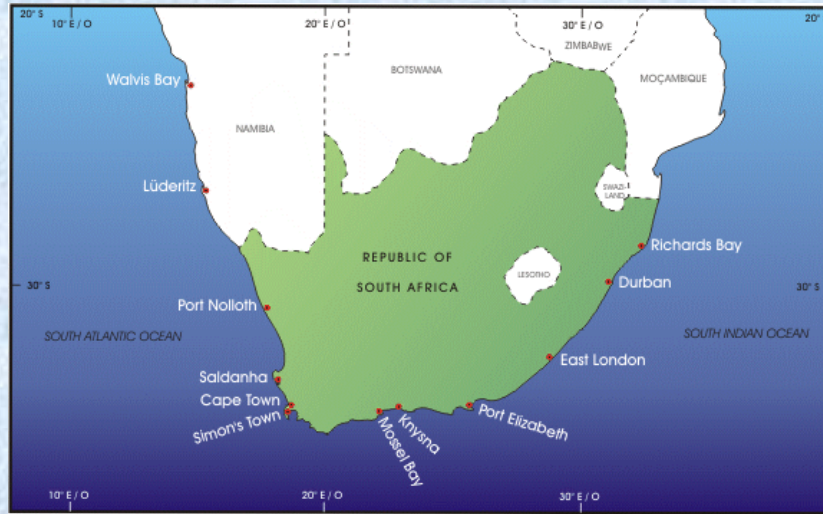 20° S
10° E / O
20° E / O
30° E / O
20°
ZIMBABWE
BOTSWANA
MOÇAMBIQUE
Walvis Bay
NAMIBIA
Lüderitz
SWAZI-
LAND
Richards Bay
REPUBLIC OF
SOUTH AFRICA
LESOTHO
Durban
30° S
30° S
Port Nolloth
SOUTH ATLANTIC OCEAN
SOUTH INDIAN OCEAN
East London
Saldanha
Cape Town
Simon's Town
Mossel Bay
Knysna
Port Elizabeth
10° E / O
20° E / O
30° E / O